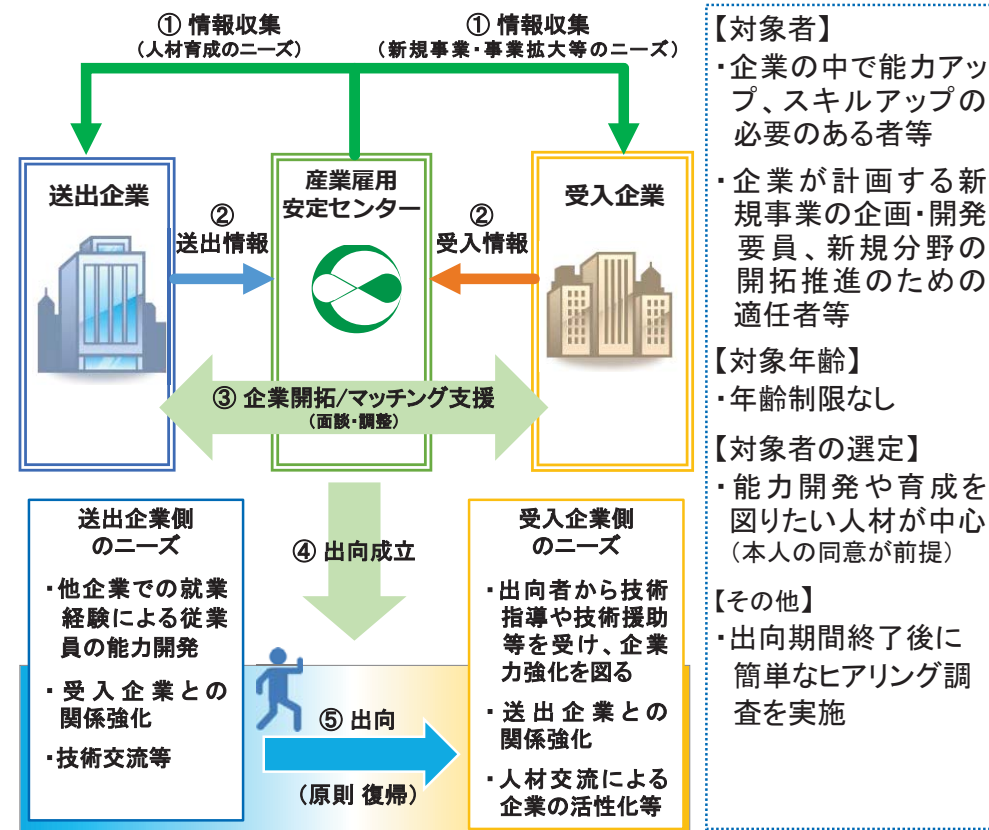 ① 情報収集
(人材育成のニーズ)
① 情報収集
(新規事業・事業拡大等のニーズ)
送出企業
産業雇用
安定センター
受入企業
②
送出情報
②
受入情報
③ 企業開拓/マッチング支援
(面談・調整)
送出企業側
のニーズ
・他企業での就業
経験による従業
員の能力開発
・受入企業との
関係強化
・技術交流等
④ 出向成立
⑤ 出向
(原則 復帰)
受入企業側
のニーズ
・出向者から技術
指導や技術援助
等を受け、企業
力強化を図る
・送出企業との
関係強化
・人材交流による
企業の活性化等
【対象者】
・企業の中で能力アッ
プ、スキルアップの
必要のある者等
・企業が計画する新
規事業の企画・開発
要員、新規分野の
開拓推進のための
適任者等
【対象年齢】
・年齢制限なし
【対象者の選定】
・能力開発や育成を
図りたい人材が中心
(本人の同意が前提)
【その他】
・出向期間終了後に
簡単なヒアリング調
査を実施